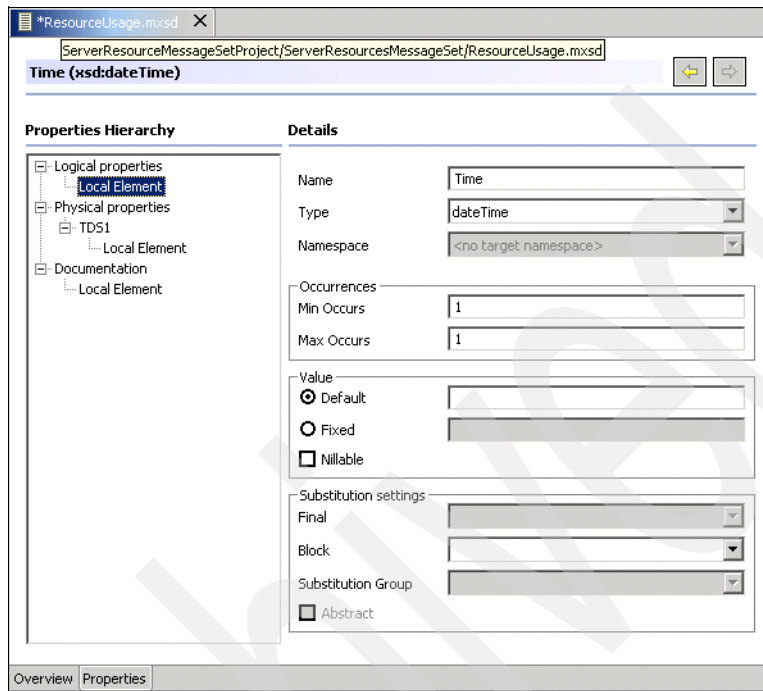 *ResourceUsage.mxsd X
ServerResourceMessageSetProject/ServerResourcesMessageSet/ResourceUsage.mxsd
Time (xsd:dateTime)
Properties Hierarchy
Logical properties
Local Element
Physical properties
TDS1
Local Element
Documentation
Local Element
Details
Name Time
Type dateTime
Namespace <no target namespace>
Occurrences
Min Occurs 1
Max Occurs 1
Value
Default
Fixed
Nillable
Substitution settings
Final
Block
Substitution Group
Abstract
Overview Properties